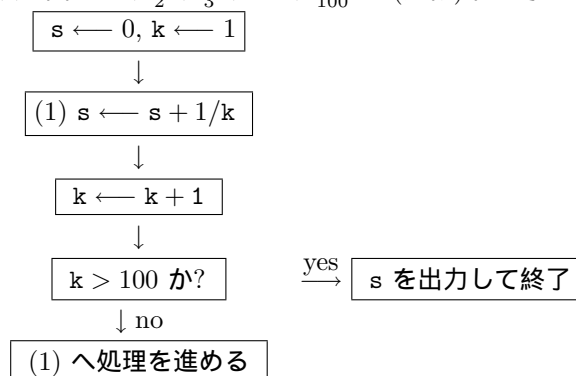 s ← 0, k ← 1
↓
(1) s ← s + 1/k
↓
k ← k + 1
↓
k > 100 か? yes → s を出力して終了
↓ no
(1) へ処理を進める